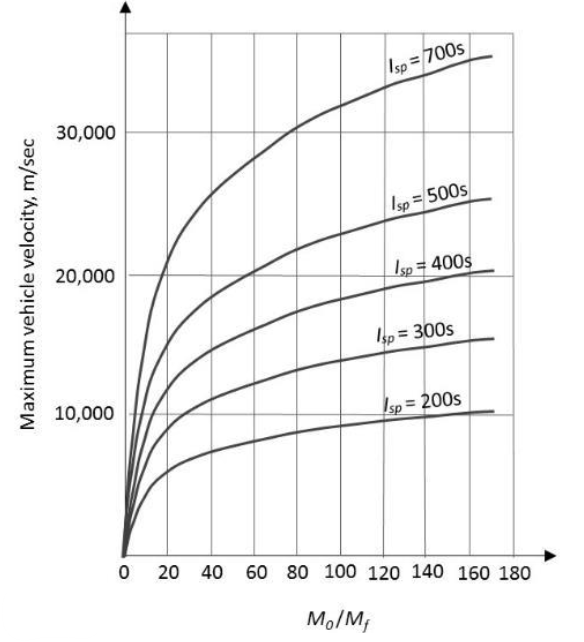 Maximum vehicle velocity, m/sec
30,000
20,000
10,000
Isp = 700s
Isp = 500s
Isp = 400s
Isp = 300s
Isp = 200s
0 20 40 60 80 100 120 140 160 180
M0/Mf